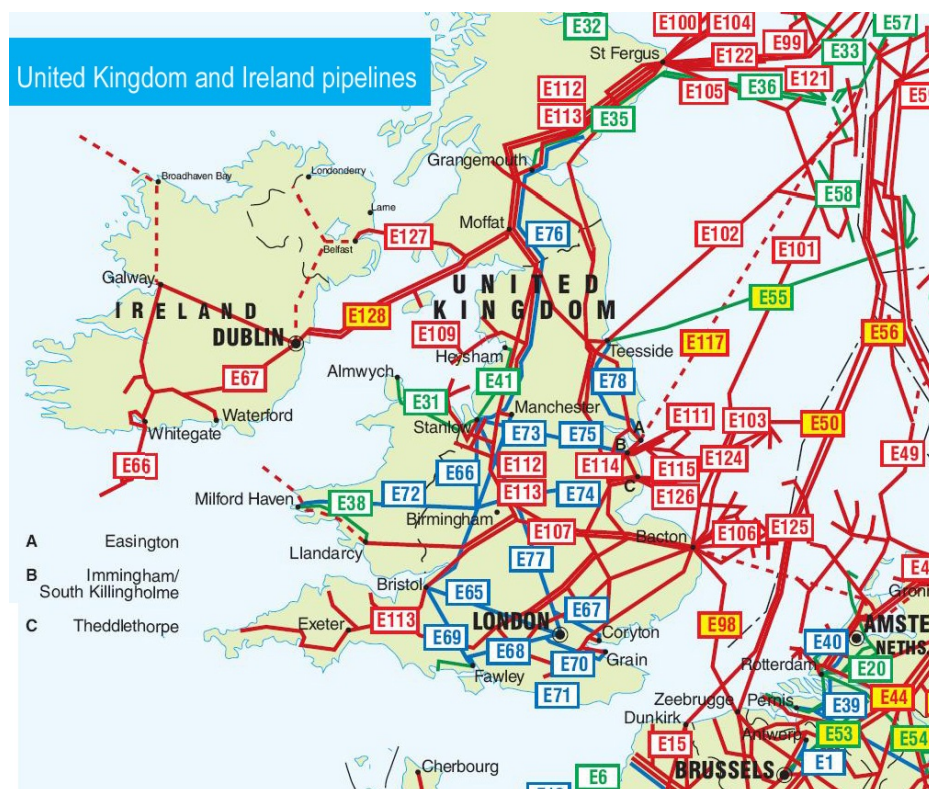 United Kingdom and Ireland pipelines
E32
E100
E104
E57
St Fergus
E122
E99
E33
E121
E36
E105
E112
E113
E35
Grangemouth
E58
Broadhaven Bay
Londonderry
Larne
Moffat
E76
E102
E127
Belfast
E101
Galway
UNITED
KINGDOM
E55
IRELAND
E128
DUBLIN
E109
Heysham
Teesside
E117
E56
E67
Almwych
E41
E78
E31
Manchester
Waterford
Whitegate
Stanlow
E73
E75
A
E111
E103
E50
B
E66
E66
E112
E114
E115
E124
E49
C
Milford Haven
E38
E72
E113
E74
E126
Birmingham
E107
Bacton
E106
E125
Llandarcy
E77
A Easington
B Immingham/
South Killingholme
C Theddlethorpe
Bristol
E65
E67
Exeter
E113
LONDON
Coryton
E98
E69
E68
E70
Grain
Fawley
E71
E40
AMSTE
NETHS
E20
Rotterdam
Zeebrugge
Pernis
E39
E44
Dunkirk
E53
E54
Antwerp
E15
E1
BRUSSELS
Cherbourg
E6